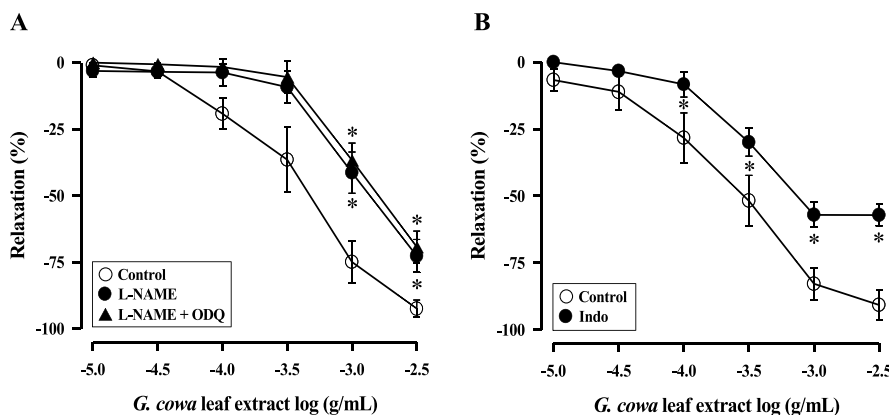 A
Relaxation (%)
0
-25
-50
-75
-100
*
*
*
*
Control
L-NAME
L-NAME + ODQ
-5.0 -4.5 -4.0 -3.5 -3.0 -2.5
G. cowa leaf extract log (g/mL)
B
Relaxation (%)
0
-25
-50
-75
-100
*
*
*
*
Control
Indo
-5.0 -4.5 -4.0 -3.5 -3.0 -2.5
G. cowa leaf extract log (g/mL)